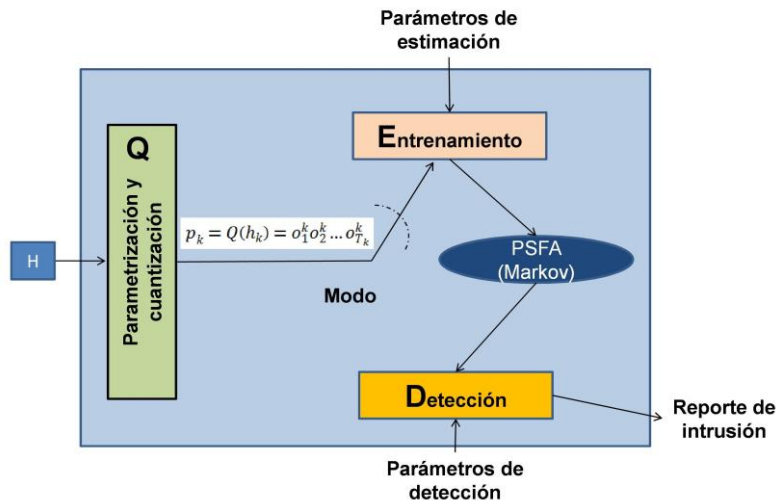 Parámetros de
estimación
Q
Parametrización y
cuantización
Entrenamiento
p_k = Q(h_k) = o_1^k o_2^k … o_{T_k}^k
H
PSFA
(Markov)
Modo
Detección
Reporte de
intrusión
Parámetros de
detección